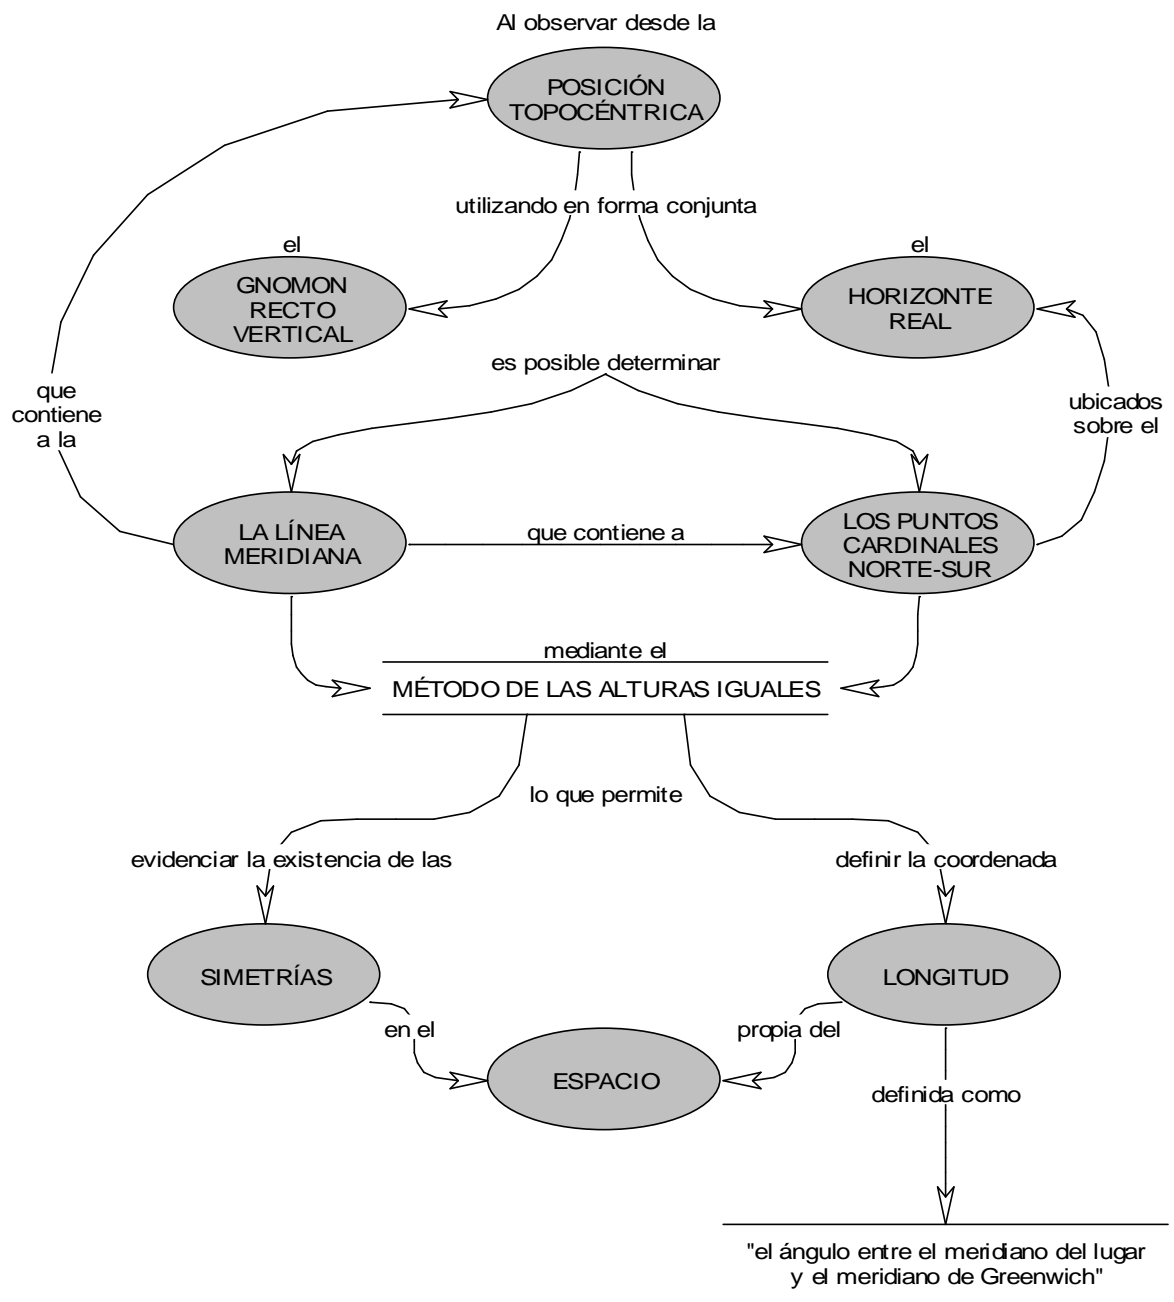 Al observar desde la
POSICIÓN
TOPOCÉNTRICA
utilizando en forma conjunta
el
GNOMON
RECTO
VERTICAL
el
HORIZONTE
REAL
es posible determinar
que
contiene
a la
ubicados
sobre el
LA LÍNEA
MERIDIANA
que contiene a
LOS PUNTOS
CARDINALES
NORTE-SUR
mediante el
MÉTODO DE LAS ALTURAS IGUALES
lo que permite
evidenciar la existencia de las
definir la coordenada
SIMETRÍAS
LONGITUD
en el
propia del
ESPACIO
definida como
"el ángulo entre el meridiano del lugar
y el meridiano de Greenwich"